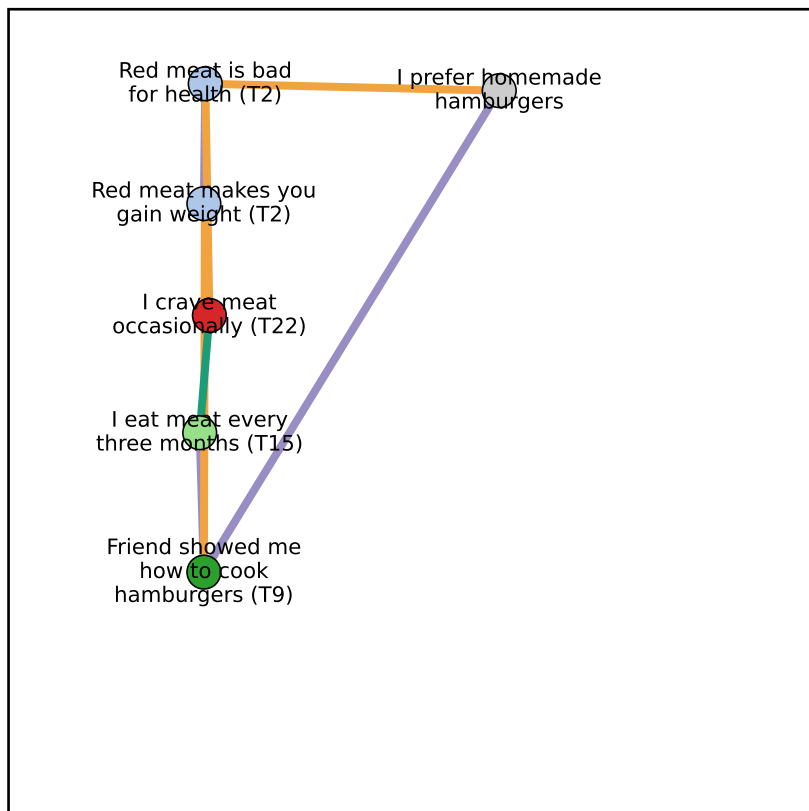 Red meat is bad
for health (T2)
I prefer homemade
hamburgers
Red meat makes you
gain weight (T2)
I crave meat
occasionally (T22)
I eat meat every
three months (T15)
Friend showed me
how to cook
hamburgers (T9)